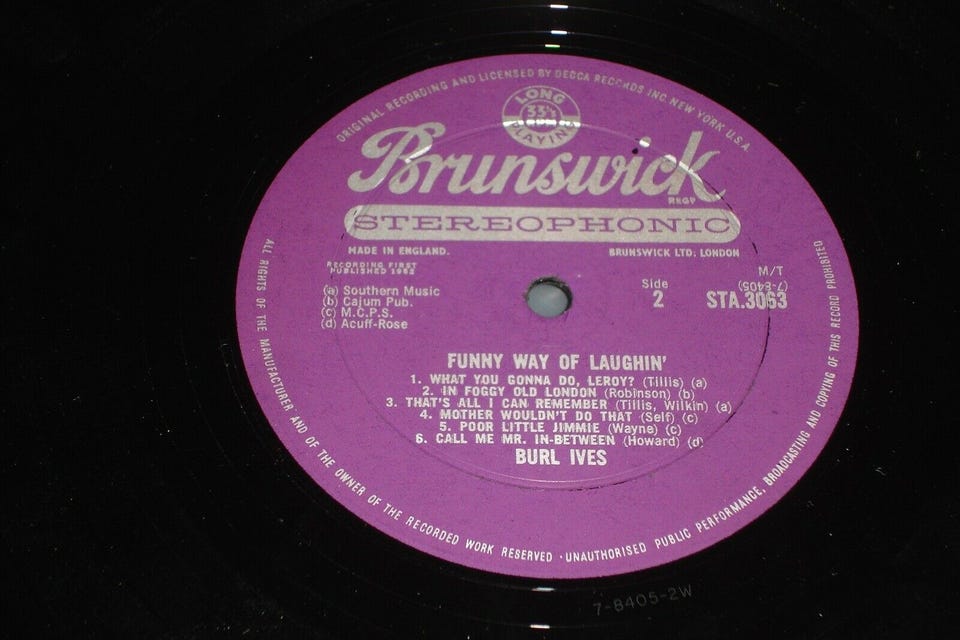 ORIGINAL RECORDING AND LICENSED BY DECCA RECORDS INC NEW YORK U.S.A.
LONG
33⅓
RPM
PLAYING
Brunswick
REGD
STEREOPHONIC
MADE IN ENGLAND.
BRUNSWICK LTD; LONDON
RECORDING FIRST
PUBLISHED 1962
M/T
(7-8405)
(a) Southern Music
(b) Cajum Pub.
(c) M.C.P.S.
(d) Acuff-Rose
Side
2
STA.3063
FUNNY WAY OF LAUGHIN'
1. WHAT YOU GONNA DO, LEROY? (Tillis) (a)
2. IN FOGGY OLD LONDON (Robinson) (b)
3. THAT'S ALL I CAN REMEMBER (Tillis, Wilkin) (a)
4. MOTHER WOULDN'T DO THAT (Self) (c)
5. POOR LITTLE JIMMIE (Wayne) (c)
6. CALL ME MR. IN-BETWEEN (Howard) (d)
BURL IVES
ALL RIGHTS OF THE MANUFACTURER AND OF THE OWNER OF THE RECORDED WORK RESERVED · UNAUTHORISED PUBLIC PERFORMANCE, BROADCASTING AND COPYING OF THIS RECORD PROHIBITED
7-8405-2W